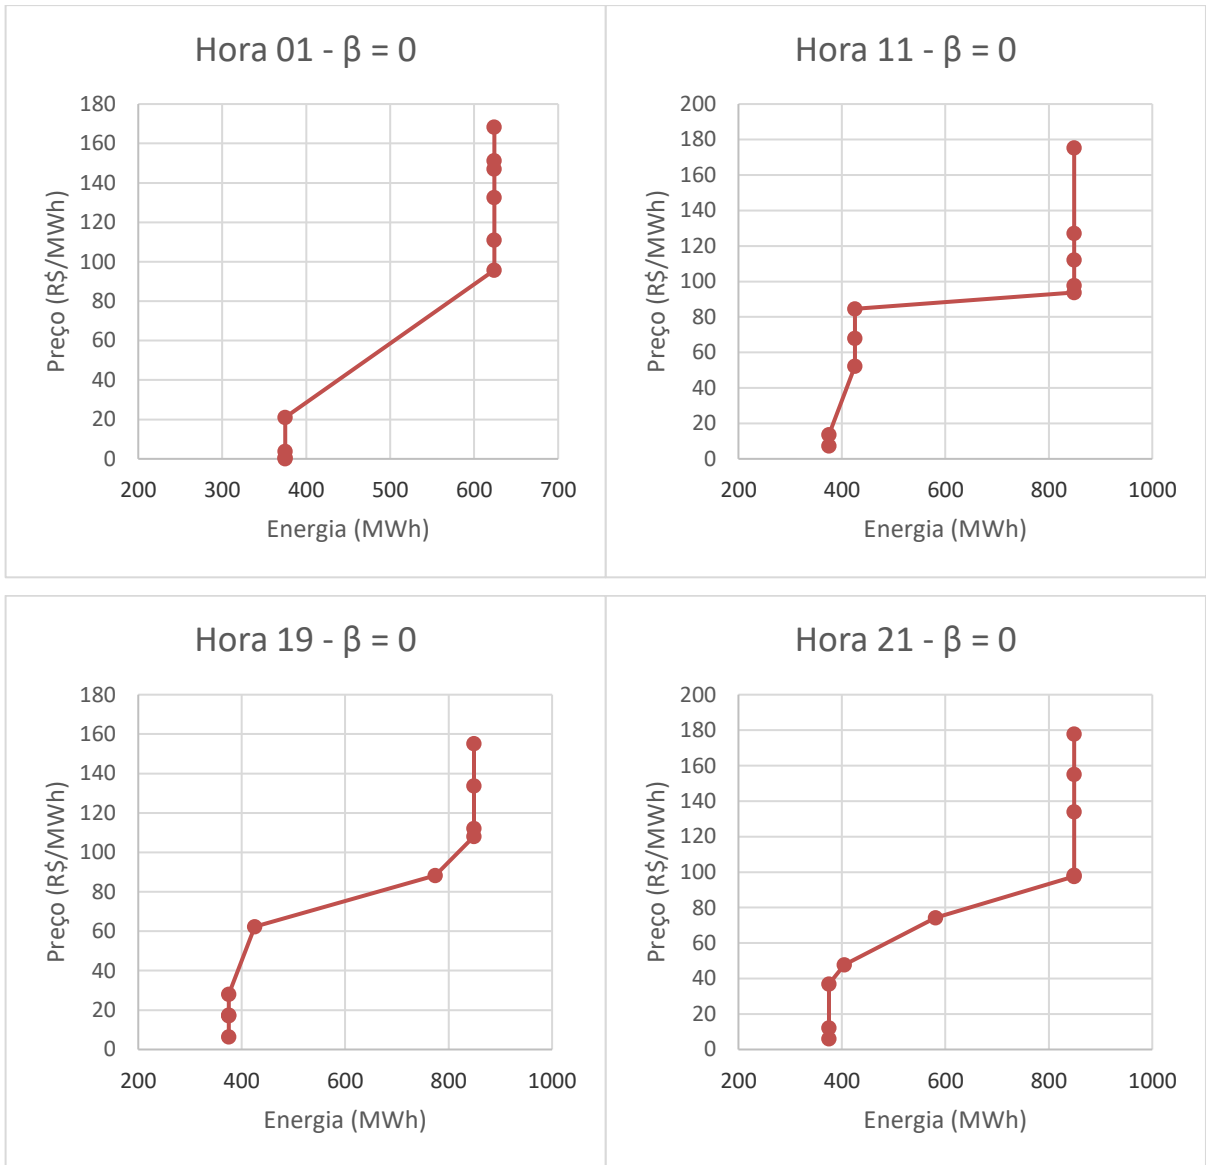 Hora 01 - β = 0
Preço (R$/MWh)
180
160
140
120
100
80
60
40
20
0
200 300 400 500 600 700
Energia (MWh)
Hora 11 - β = 0
Preço (R$/MWh)
200
180
160
140
120
100
80
60
40
20
0
200 400 600 800 1000
Energia (MWh)
Hora 19 - β = 0
Preço (R$/MWh)
180
160
140
120
100
80
60
40
20
0
200 400 600 800 1000
Energia (MWh)
Hora 21 - β = 0
Preço (R$/MWh)
200
180
160
140
120
100
80
60
40
20
0
200 400 600 800 1000
Energia (MWh)